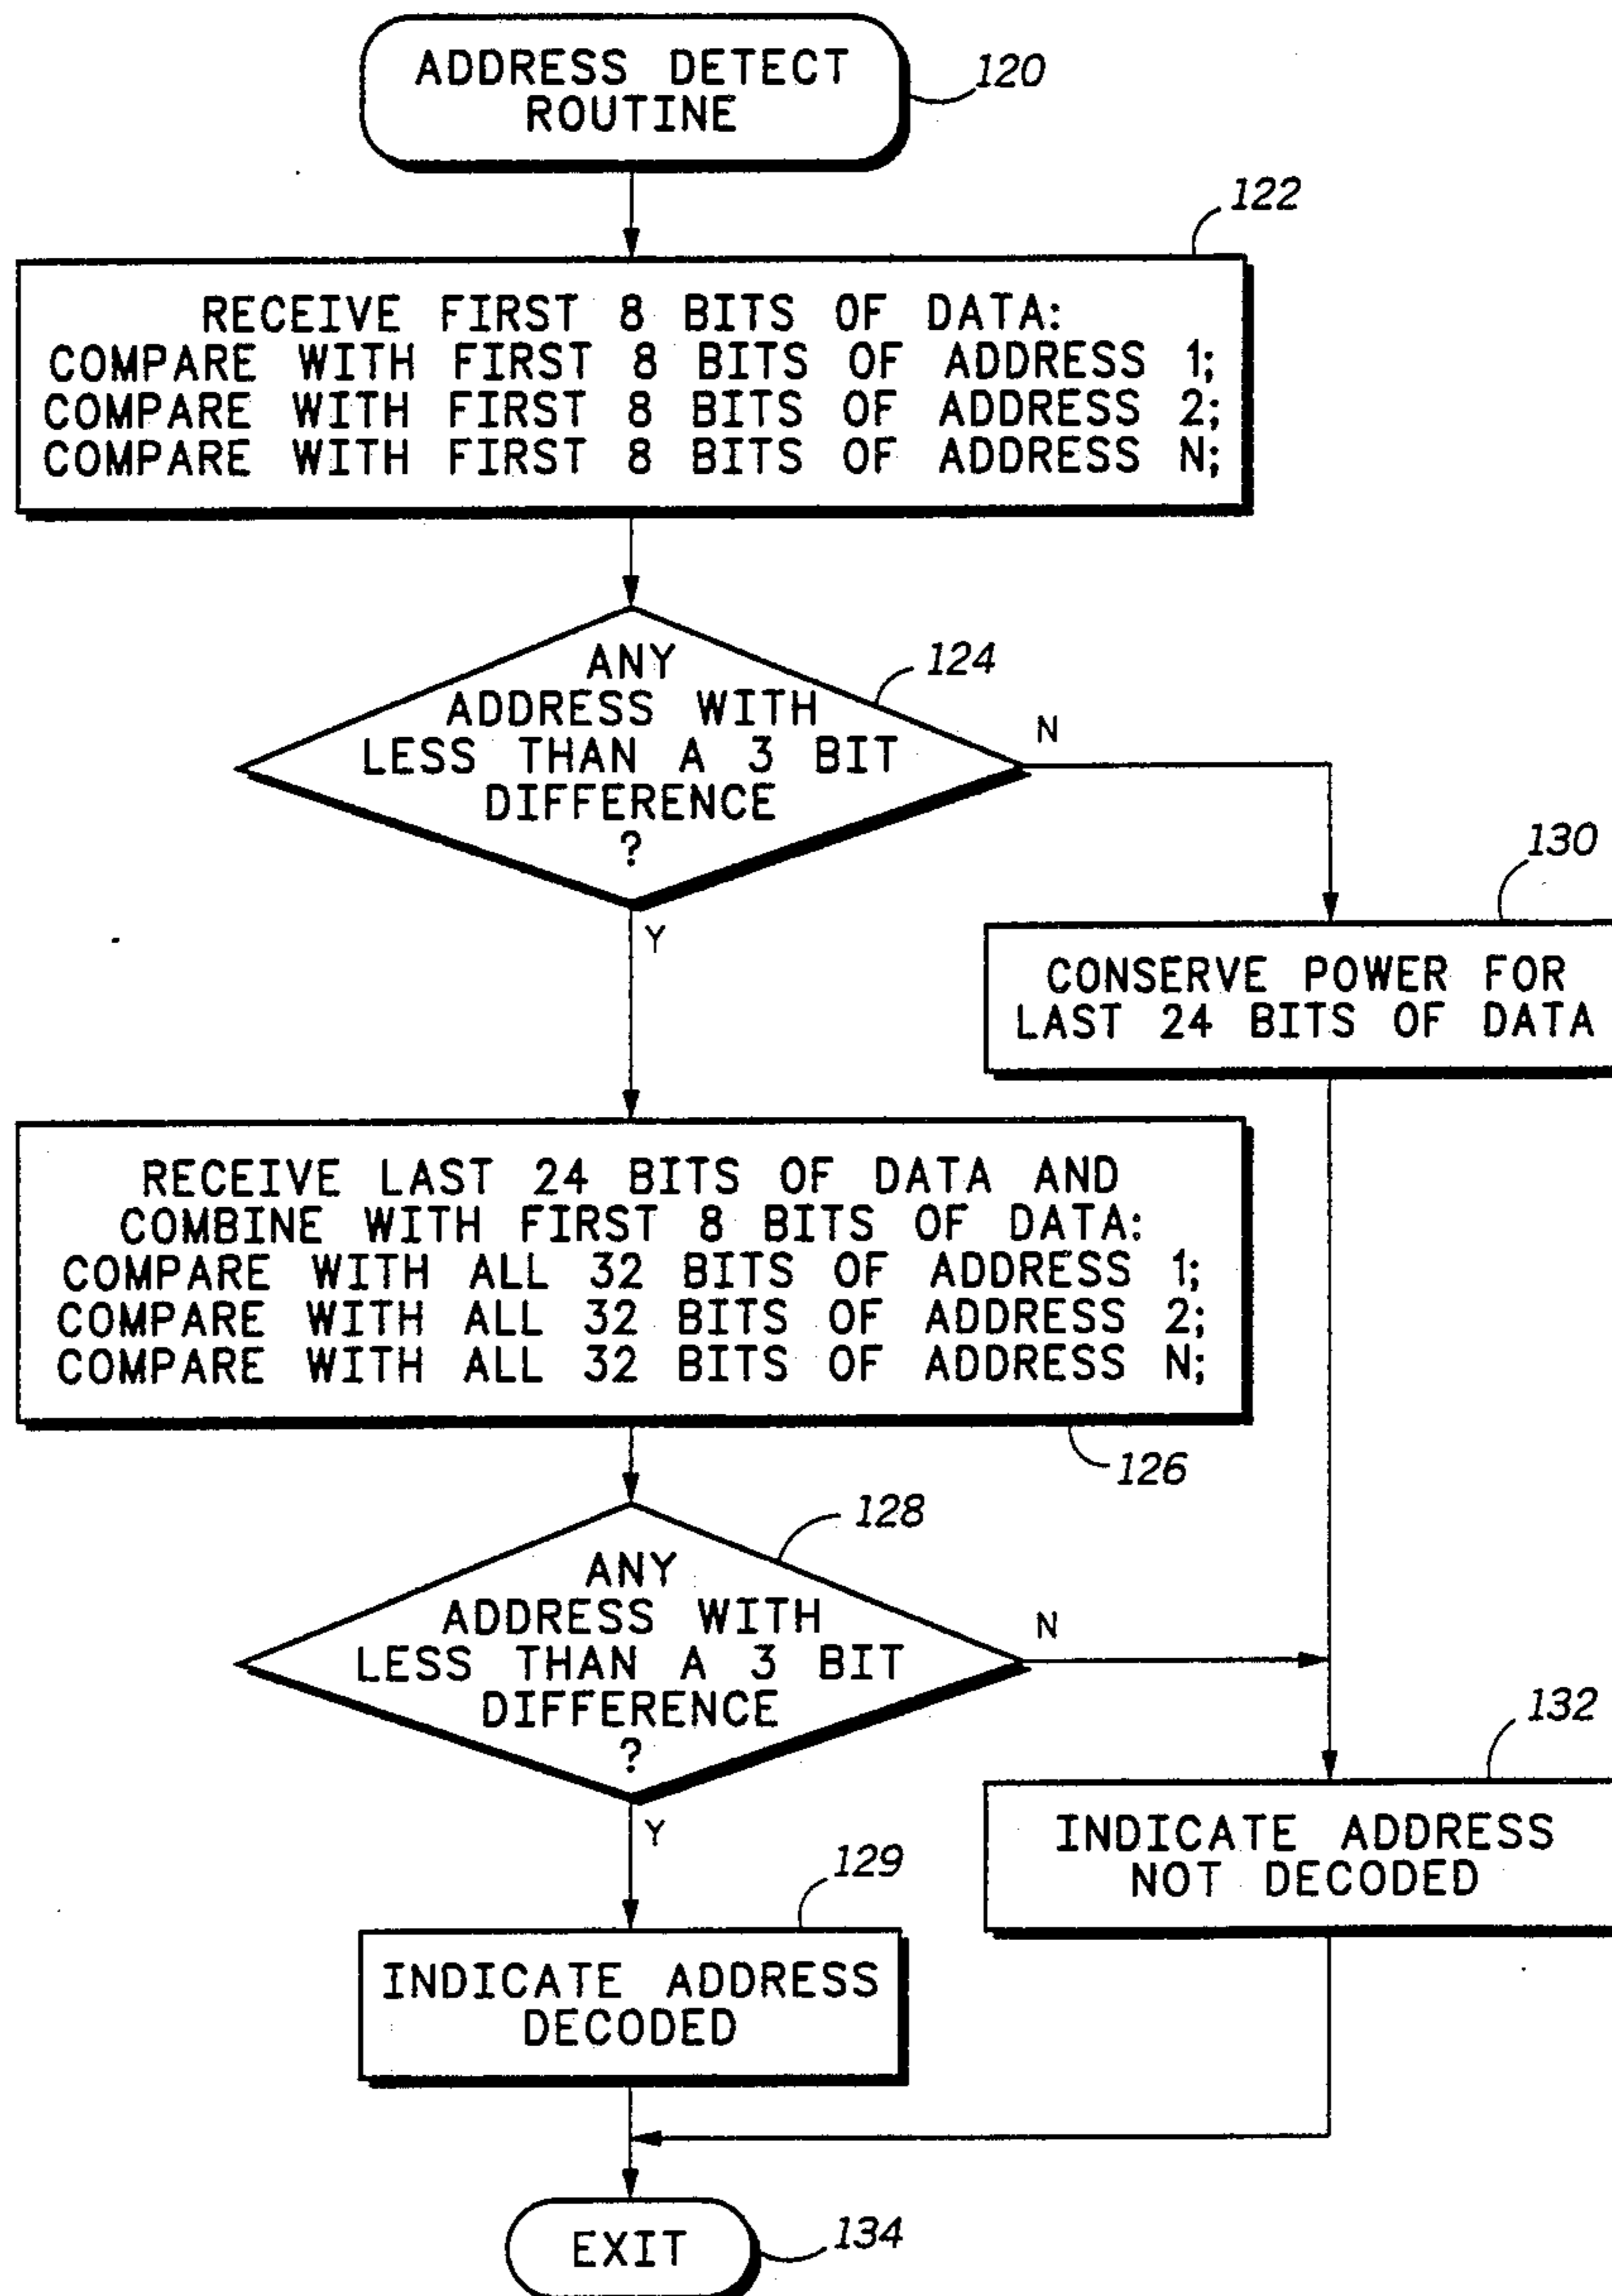 ADDRESS DETECT
ROUTINE
120
122
RECEIVE FIRST 8 BITS OF DATA:
COMPARE WITH FIRST 8 BITS OF ADDRESS 1;
COMPARE WITH FIRST 8 BITS OF ADDRESS 2;
COMPARE WITH FIRST 8 BITS OF ADDRESS N;
124
ANY
ADDRESS WITH
LESS THAN A 3 BIT
DIFFERENCE
?
N
Y
130
CONSERVE POWER FOR
LAST 24 BITS OF DATA
RECEIVE LAST 24 BITS OF DATA AND
COMBINE WITH FIRST 8 BITS OF DATA:
COMPARE WITH ALL 32 BITS OF ADDRESS 1;
COMPARE WITH ALL 32 BITS OF ADDRESS 2;
COMPARE WITH ALL 32 BITS OF ADDRESS N;
126
128
ANY
ADDRESS WITH
LESS THAN A 3 BIT
DIFFERENCE
?
N
Y
132
INDICATE ADDRESS
NOT DECODED
129
INDICATE ADDRESS
DECODED
EXIT
134